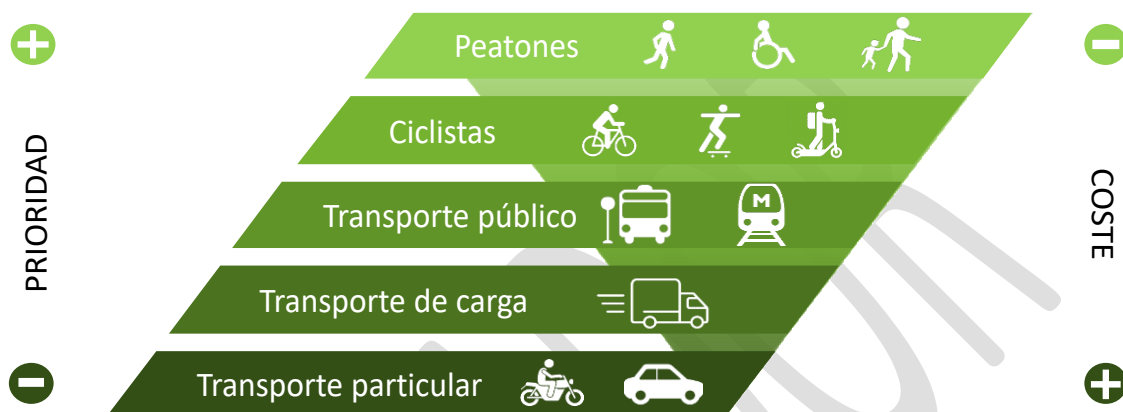 Peatones
Ciclistas
Transporte público
M
Transporte de carga
Transporte particular
PRIORIDAD
COSTE